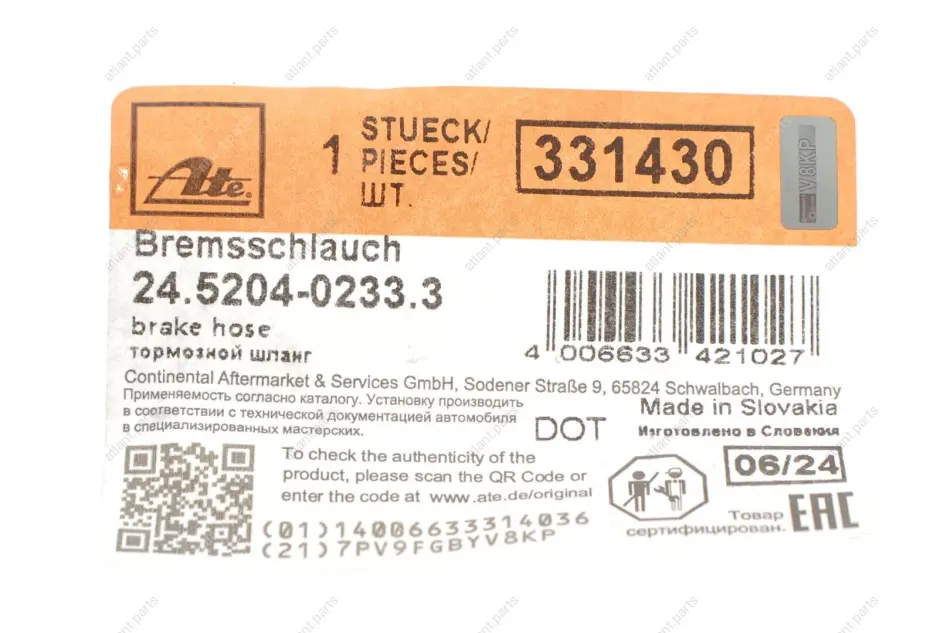 Ate
1 STUECK/
PIECES/
ШТ.
331430
V8KP
Bremsschlauch
24.5204-0233.3
brake hose
тормозной шланг
4 006633 421027
Continental Aftermarket & Services GmbH, Sodener Straße 9, 65824 Schwalbach, Germany
Применяемость согласно каталогу. Установку производить
в соответствии с технической документацией автомобиля
в специализированных мастерских.
DOT
Made in Slovakia
Изготовлено в Словакия
06/24
To check the authenticity of the
product, please scan the QR Code or
enter the code at www.ate.de/original
(01)14006633314036
(21)7PV9FGBYV8KP
Товар
сертифицирован.
EAC
atlant.parts